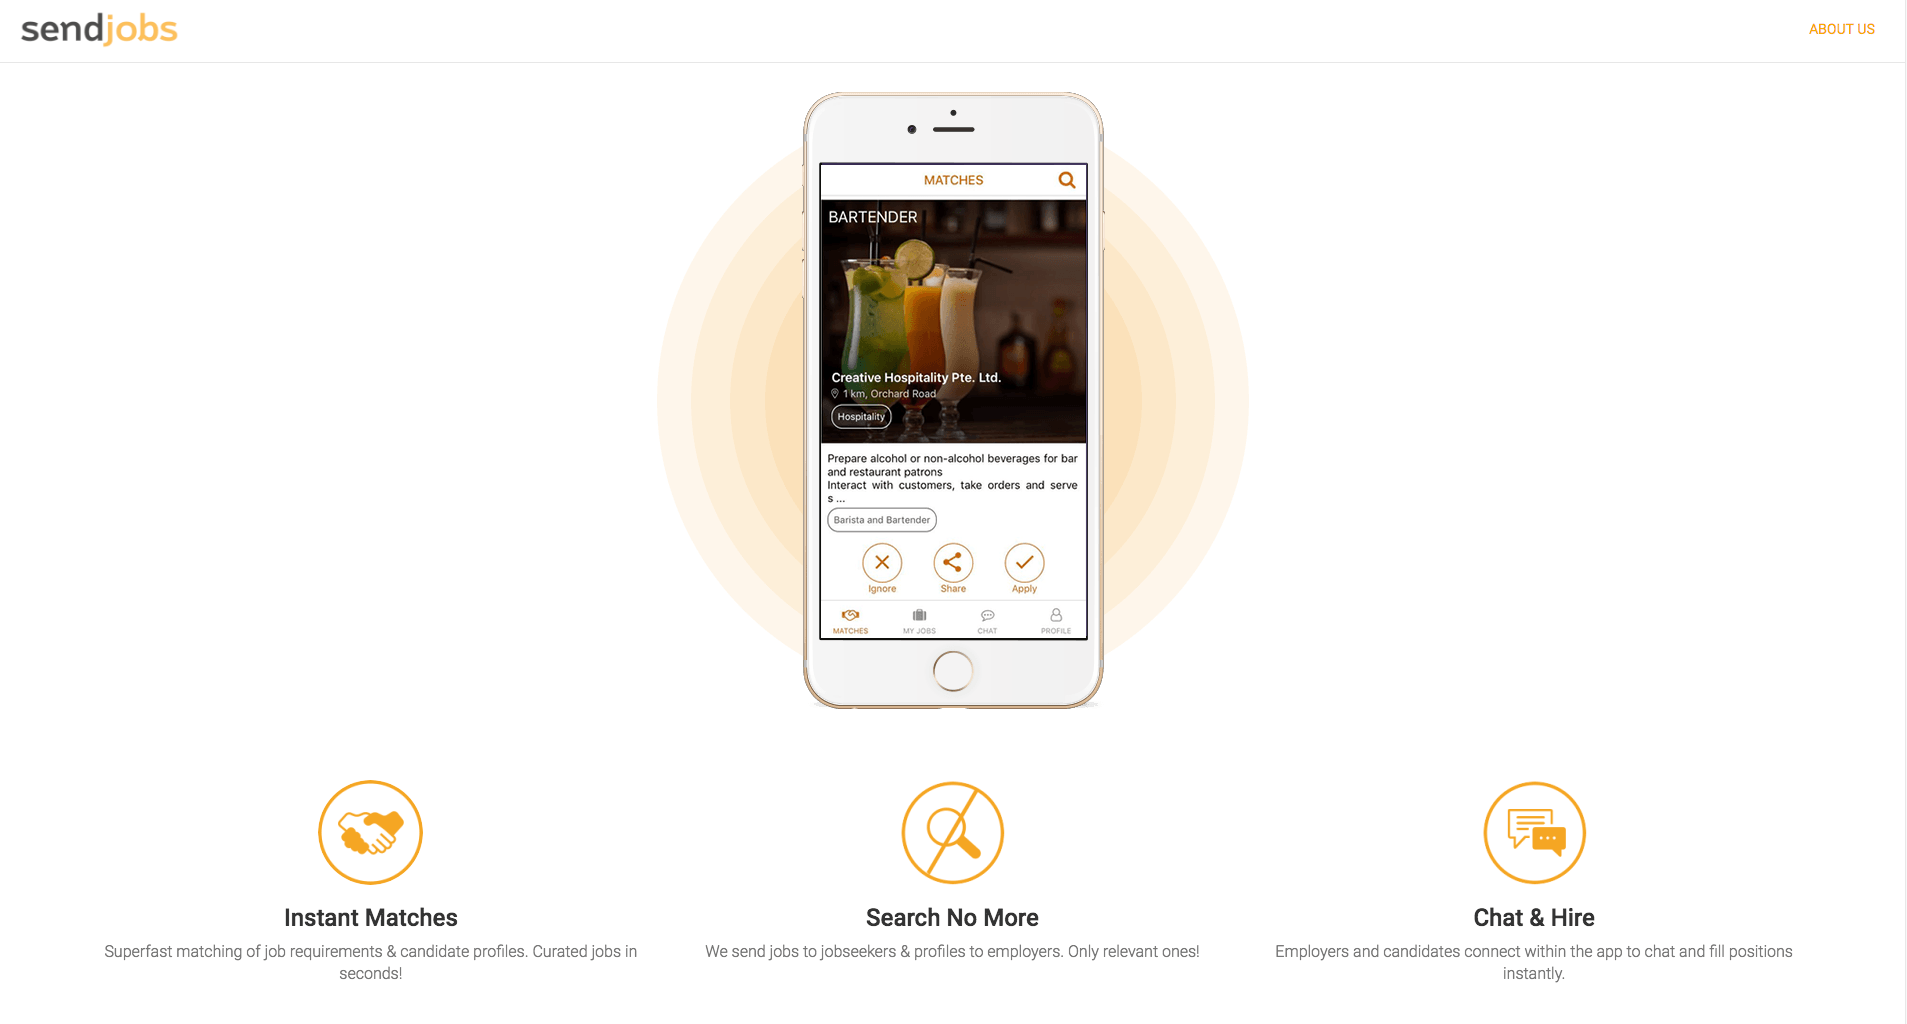 sendjobs
ABOUT US
MATCHES
BARTENDER
Creative Hospitality Pte. Ltd.
1 km, Orchard Road
Hospitality
Prepare alcohol or non-alcohol beverages for bar
and restaurant patrons
Interact with customers, take orders and serve
s ...
Barista and Bartender
Ignore
Share
Apply
MATCHES
MY JOBS
CHAT
PROFILE
Instant Matches
Superfast matching of job requirements & candidate profiles. Curated jobs in
seconds!
Search No More
We send jobs to jobseekers & profiles to employers. Only relevant ones!
Chat & Hire
Employers and candidates connect within the app to chat and fill positions
instantly.